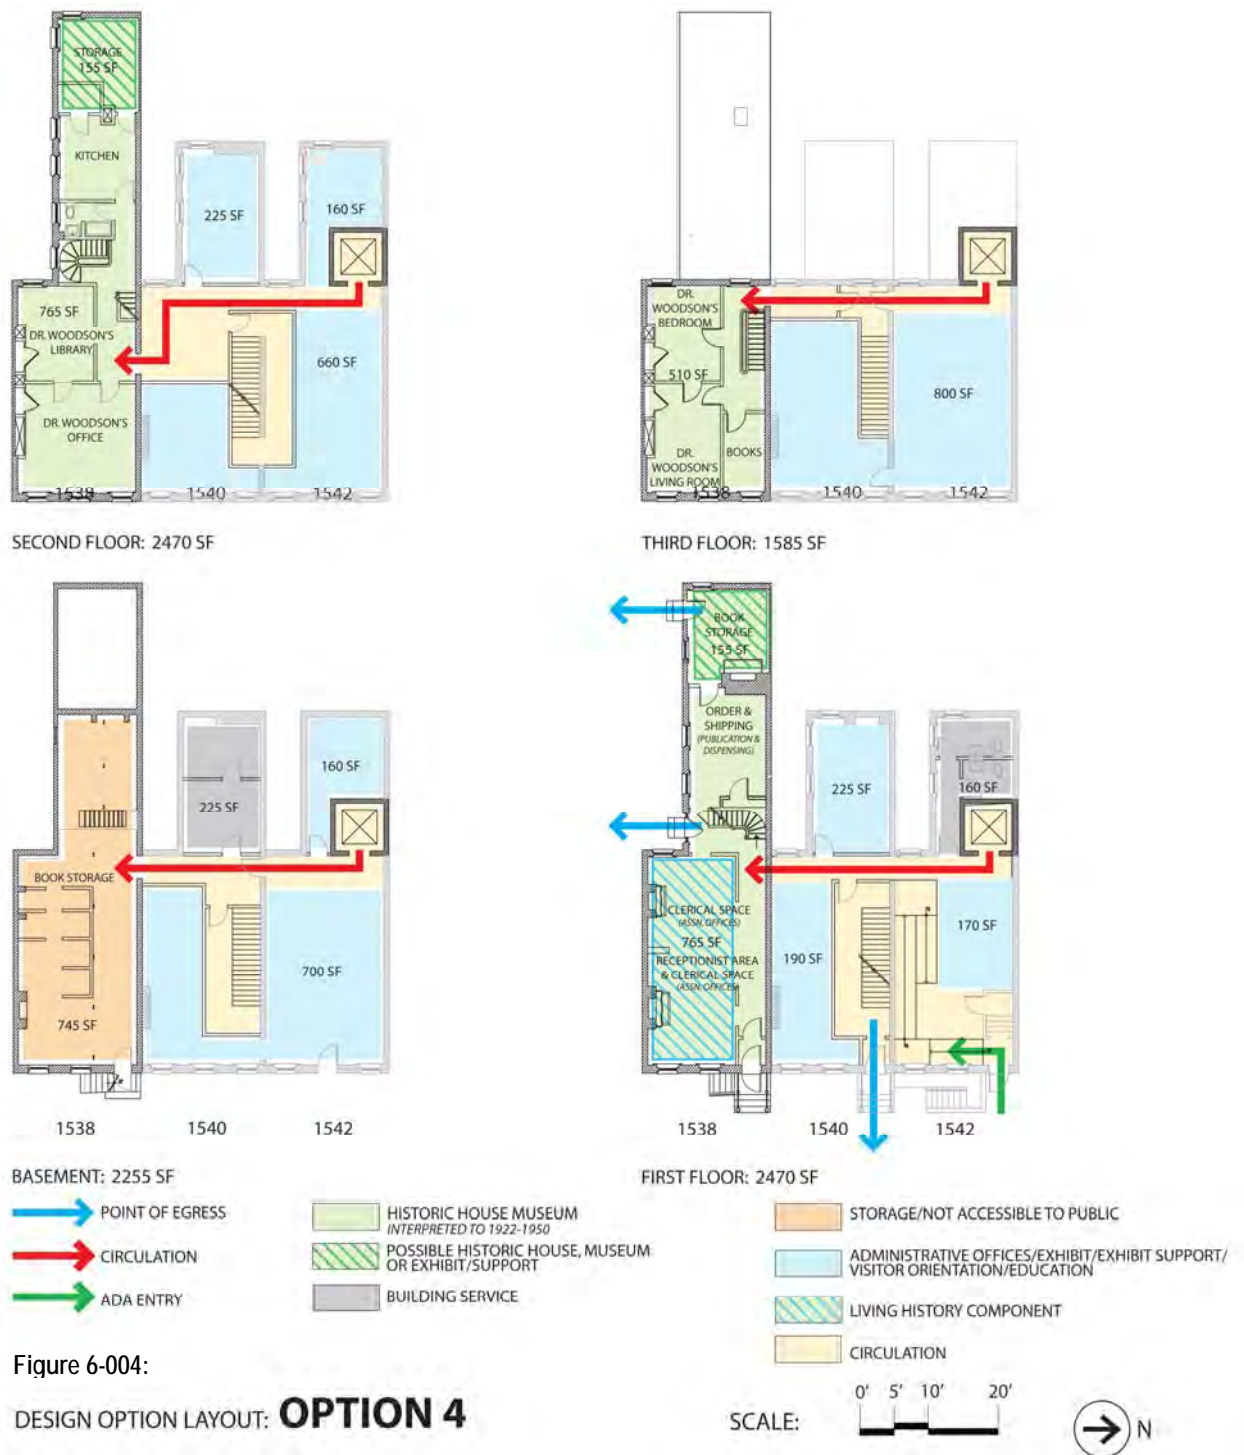 STORAGE
155 SF
KITCHEN
225 SF
160 SF
765 SF
DR. WOODSON'S
LIBRARY
660 SF
DR. WOODSON'S
OFFICE
1538
1540
1542
SECOND FLOOR: 2470 SF
DR.
WOODSON'S
BEDROOM
510 SF
800 SF
DR.
WOODSON'S
LIVING ROOM
BOOKS
1538
1540
1542
THIRD FLOOR: 1585 SF
160 SF
225 SF
BOOK STORAGE
700 SF
745 SF
1538
1540
1542
BASEMENT: 2255 SF
BOOK
STORAGE
155 SF
ORDER &
SHIPPING
(PUBLICATION &
DISPENSING)
225 SF
160 SF
CLERICAL SPACE
(ASSN. OFFICES)
765 SF
RECEPTIONIST AREA
& CLERICAL SPACE
(ASSN. OFFICES)
190 SF
170 SF
1538
1540
1542
FIRST FLOOR: 2470 SF
POINT OF EGRESS
CIRCULATION
ADA ENTRY
HISTORIC HOUSE MUSEUM
INTERPRETED TO 1922-1950
POSSIBLE HISTORIC HOUSE, MUSEUM
OR EXHIBIT/SUPPORT
BUILDING SERVICE
STORAGE/NOT ACCESSIBLE TO PUBLIC
ADMINISTRATIVE OFFICES/EXHIBIT/EXHIBIT SUPPORT/
VISITOR ORIENTATION/EDUCATION
LIVING HISTORY COMPONENT
CIRCULATION
Figure 6-004:
DESIGN OPTION LAYOUT: OPTION 4
SCALE:
0' 5' 10' 20'
N